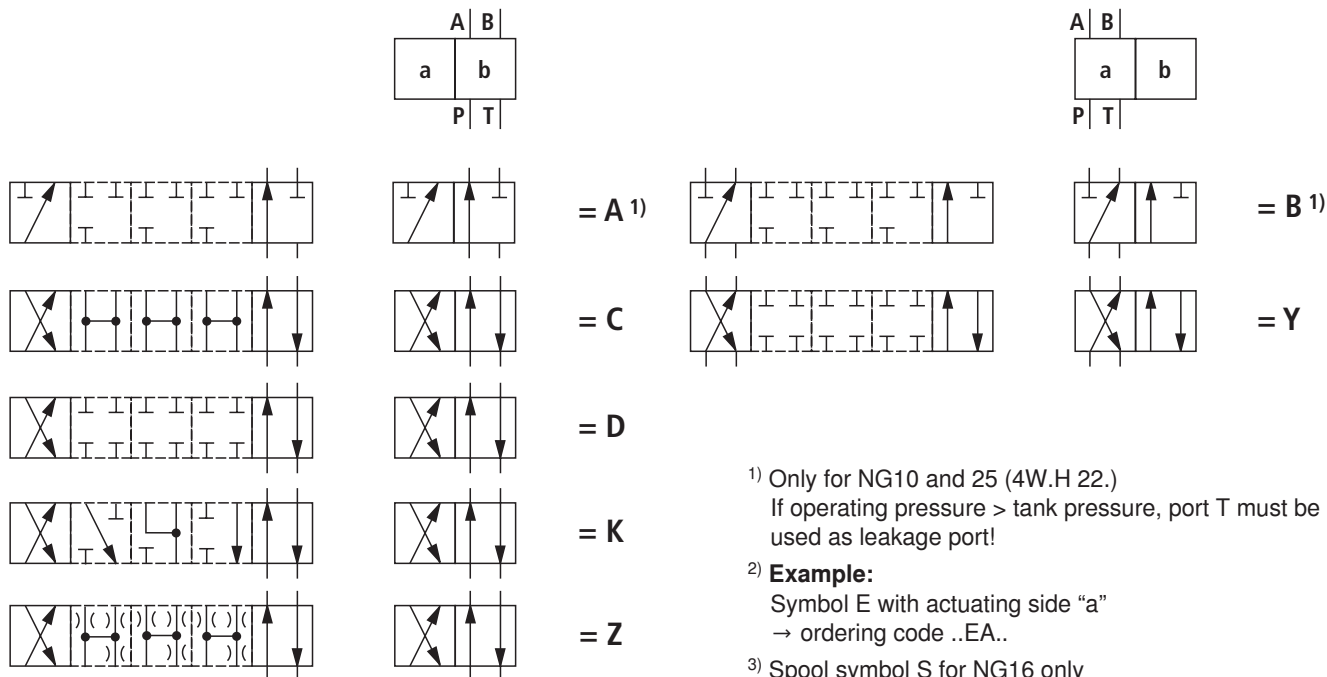 A B
a b
P T
A B
a b
P T
= A 1)
= B 1)
= C
= Y
= D
= K
= Z
1) Only for NG10 and 25 (4W.H 22.)
If operating pressure > tank pressure, port T must be
used as leakage port!
2) Example:
Symbol E with actuating side “a”
→ ordering code ..EA..
3) Spool symbol S for NG16 only